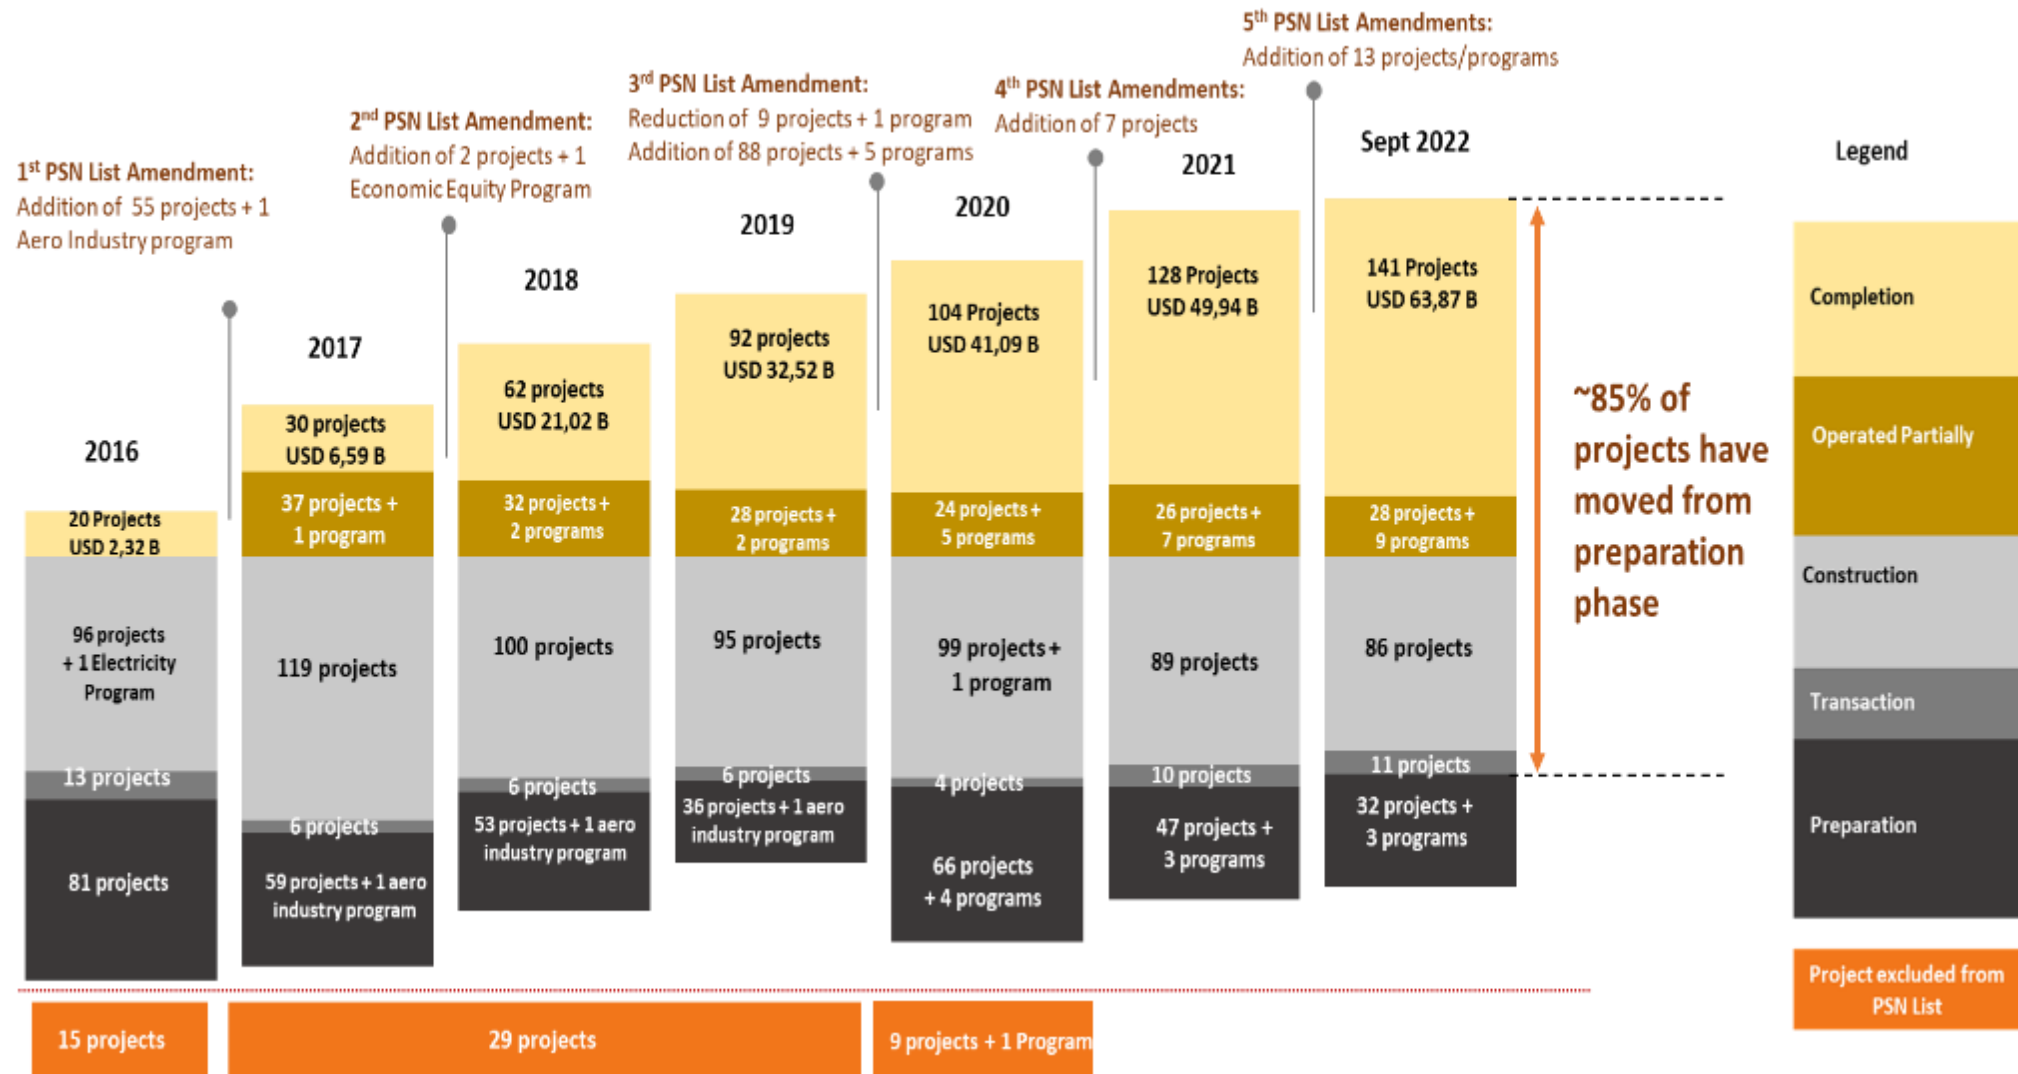 1st PSN List Amendment:
Addition of 55 projects + 1
Aero Industry program
2nd PSN List Amendment:
Addition of 2 projects + 1
Economic Equity Program
3rd PSN List Amendment:
Reduction of 9 projects + 1 program
Addition of 88 projects + 5 programs
4th PSN List Amendments:
Addition of 7 projects
5th PSN List Amendments:
Addition of 13 projects/programs
2016
20 Projects
USD 2,32 B
96 projects
+ 1 Electricity
Program
13 projects
81 projects
2017
30 projects
USD 6,59 B
37 projects +
1 program
119 projects
6 projects
59 projects + 1 aero
industry program
2018
62 projects
USD 21,02 B
32 projects +
2 programs
100 projects
6 projects
53 projects + 1 aero
industry program
2019
92 projects
USD 32,52 B
28 projects +
2 programs
95 projects
6 projects
36 projects + 1 aero
industry program
2020
104 Projects
USD 41,09 B
24 projects +
5 programs
99 projects +
1 program
4 projects
66 projects
+ 4 programs
2021
128 Projects
USD 49,94 B
26 projects +
7 programs
89 projects
10 projects
47 projects +
3 programs
Sept 2022
141 Projects
USD 63,87 B
28 projects +
9 programs
86 projects
11 projects
32 projects +
3 programs
~85% of
projects have
moved from
preparation
phase
Legend
Completion
Operated Partially
Construction
Transaction
Preparation
Project excluded from
PSN List
15 projects
29 projects
9 projects + 1 Program